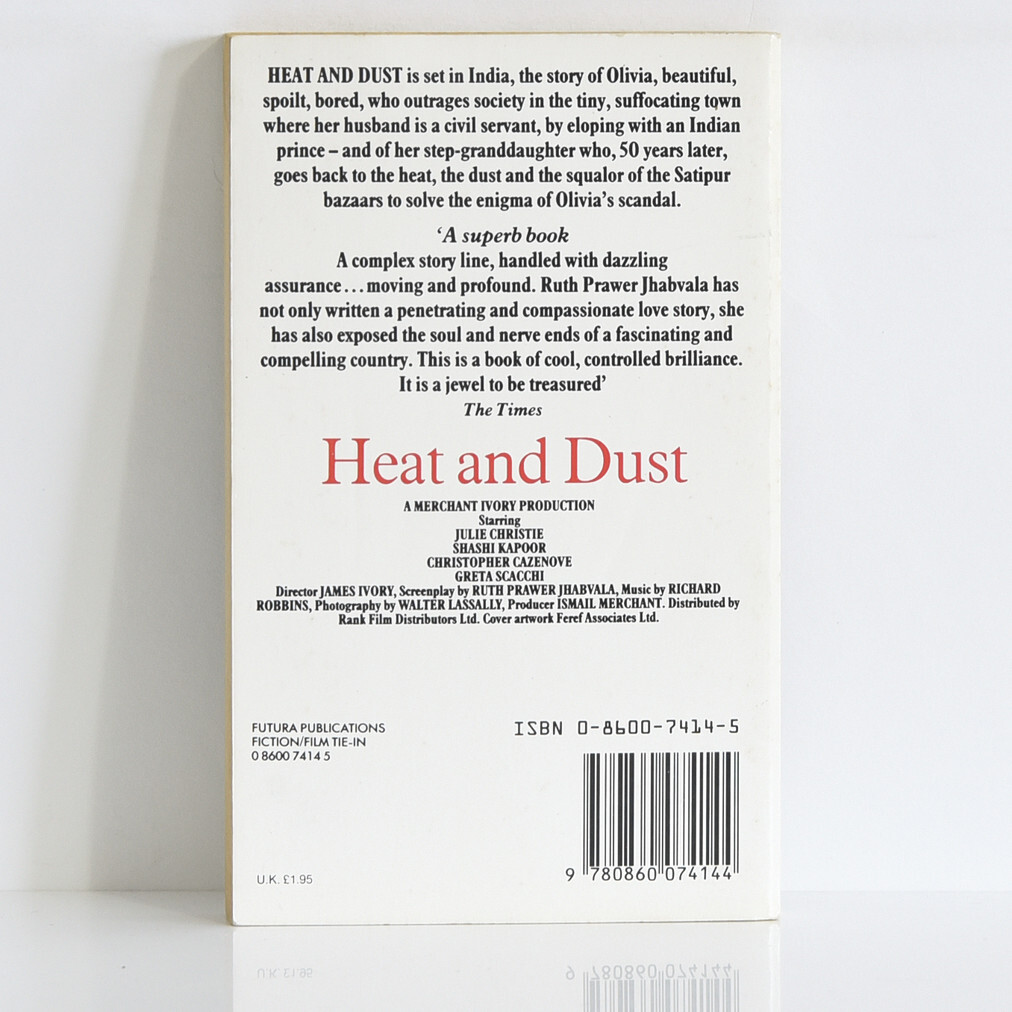 HEAT AND DUST is set in India, the story of Olivia, beautiful,
spoilt, bored, who outrages society in the tiny, suffocating town
where her husband is a civil servant, by eloping with an Indian
prince – and of her step-granddaughter who, 50 years later,
goes back to the heat, the dust and the squalor of the Satipur
bazaars to solve the enigma of Olivia's scandal.
‘A superb book
A complex story line, handled with dazzling
assurance...moving and profound. Ruth Prawer Jhabvala has
not only written a penetrating and compassionate love story, she
has also exposed the soul and nerve ends of a fascinating and
compelling country. This is a book of cool, controlled brilliance.
It is a jewel to be treasured’
The Times
Heat and Dust
A MERCHANT IVORY PRODUCTION
Starring
JULIE CHRISTIE
SHASHI KAPOOR
CHRISTOPHER CAZENOVE
GRETA SCACCHI
Director JAMES IVORY, Screenplay by RUTH PRAWER JHABVALA, Music by RICHARD
ROBBINS, Photography by WALTER LASSALLY, Producer ISMAIL MERCHANT. Distributed by
Rank Film Distributors Ltd. Cover artwork Feref Associates Ltd.
FUTURA PUBLICATIONS
FICTION/FILM TIE-IN
0 8600 7414 5
ISBN 0-8600-7414-5
9 780860 074144
U.K. £1.95